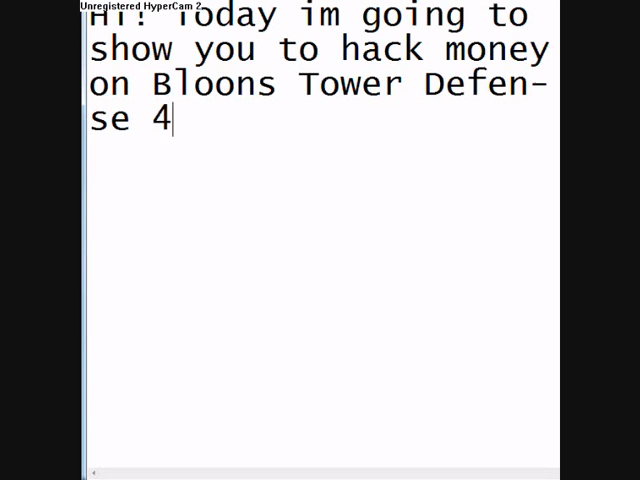 Unregistered HyperCam 2
Hi! Today im going to
show you to hack money
on Bloons Tower Defen-
se 4